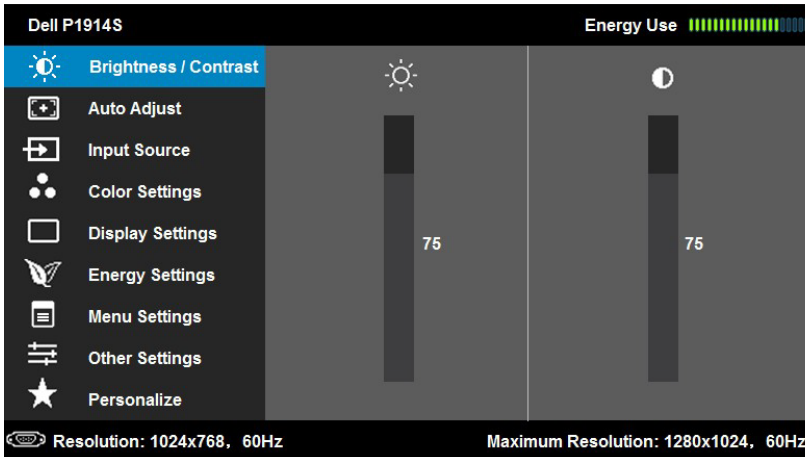 Dell P1914S
Energy Use
Brightness / Contrast
Auto Adjust
Input Source
Color Settings
Display Settings
Energy Settings
Menu Settings
Other Settings
Personalize
75
75
Resolution: 1024x768, 60Hz
Maximum Resolution: 1280x1024, 60Hz